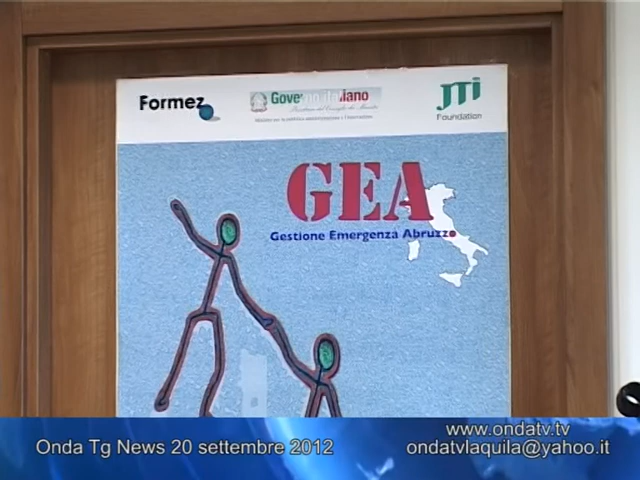 Formez
Governo italiano
JTI
Foundation
GEA
Gestione Emergenza Abruzzo
Onda Tg News 20 settembre 2012
www.ondatv.tv
ondatvlaquila@yahoo.it